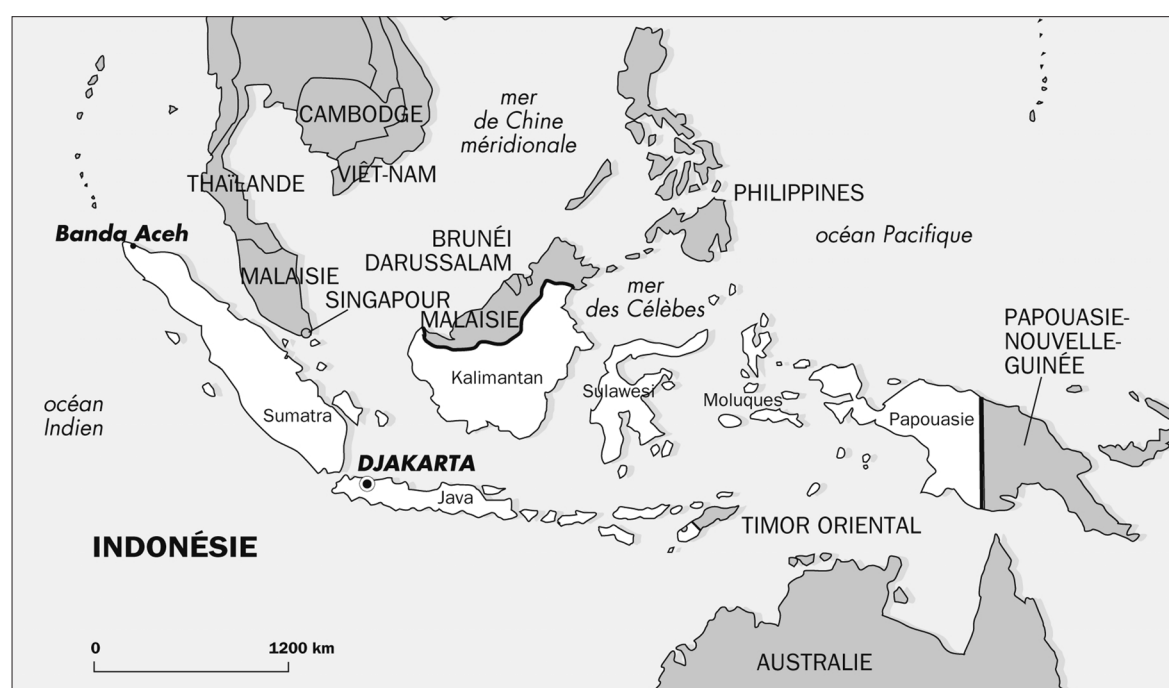 mer
de Chine
méridionale
CAMBODGE
VIÊT-NAM
THAÏLANDE
PHILIPPINES
Banda Aceh
BRUNÉI
DARUSSALAM
océan Pacifique
MALAISIE
SINGAPOUR
MALAISIE
mer
des Célèbes
PAPOUASIE-
NOUVELLE-
GUINÉE
Kalimantan
Sulawesi
Moluques
océan
Indien
Sumatra
Papouasie
DJAKARTA
Java
TIMOR ORIENTAL
INDONÉSIE
0 1200 km
AUSTRALIE